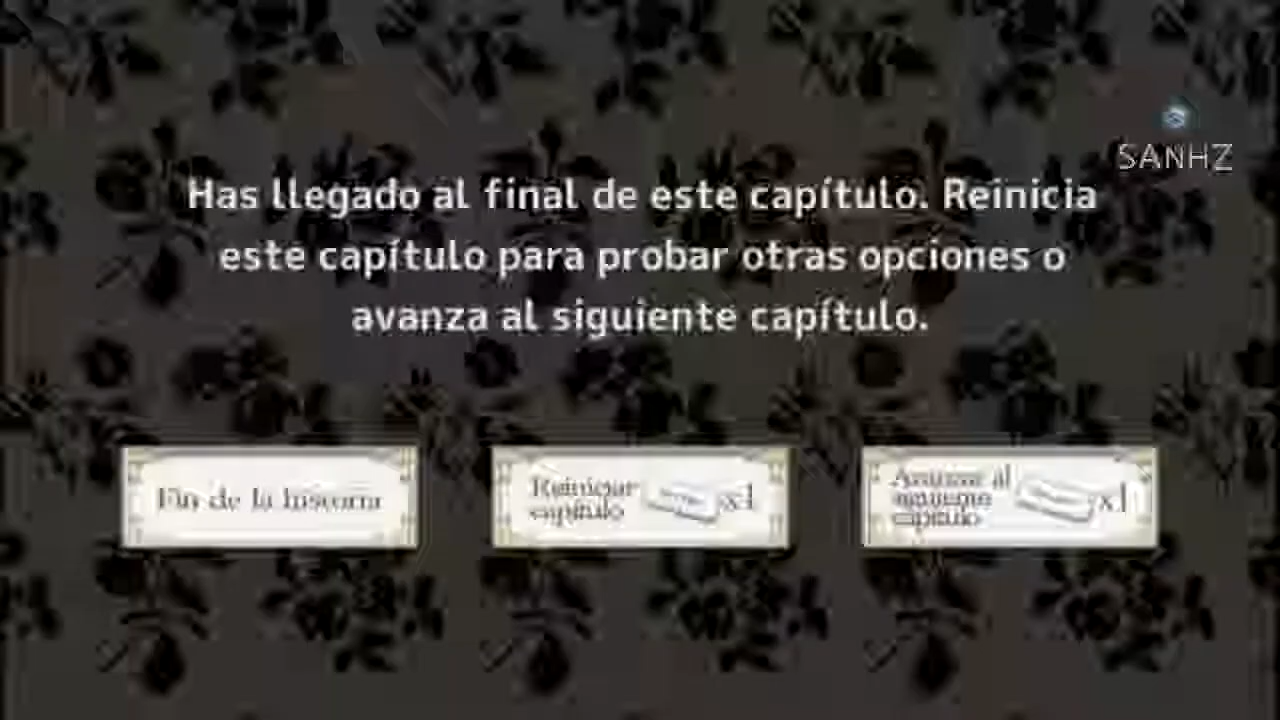 SANHZ
Has llegado al final de este capítulo. Reinicia
este capítulo para probar otras opciones o
avanza al siguiente capítulo.
Fin de la historia
Reiniciar
capítulo
x1
Avanzar al
siguiente
capítulo
x1